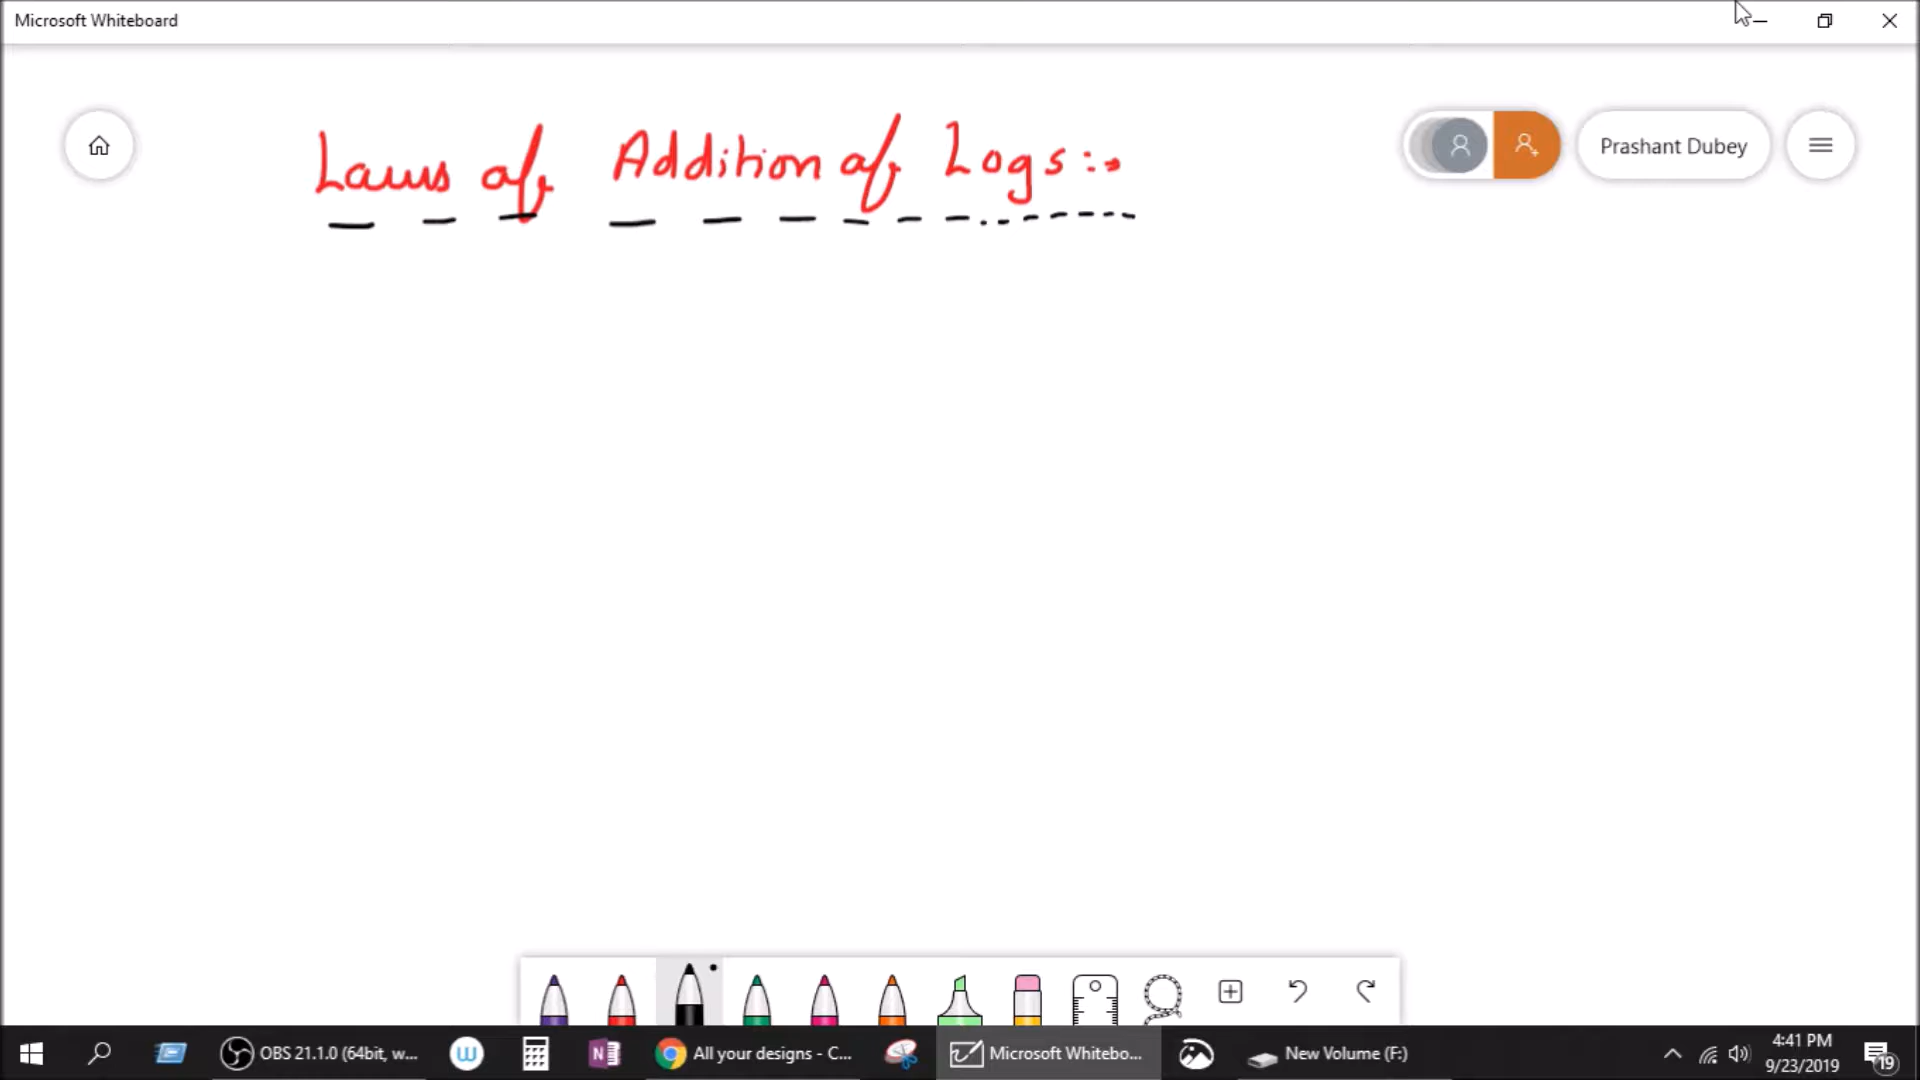 Microsoft Whiteboard
Laws of Addition of Logs :-
Prashant Dubey
OBS 21.1.0 (64bit, w...
All your designs - C...
Microsoft Whitebo...
New Volume (F:)
4:41 PM
9/23/2019
19